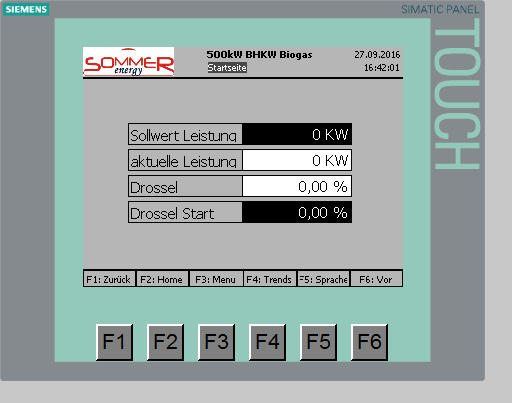 SIEMENS
SIMATIC PANEL
TOUCH
SOMMER
energy
500kW BHKW Biogas
27.09.2016
Startseite
16:42:01
Sollwert Leistung 0 KW
aktuelle Leistung 0 KW
Drossel 0,00 %
Drossel Start 0,00 %
F1: Zurück F2: Home F3: Menu F4: Trends F5: Sprache F6: Vor
F1 F2 F3 F4 F5 F6